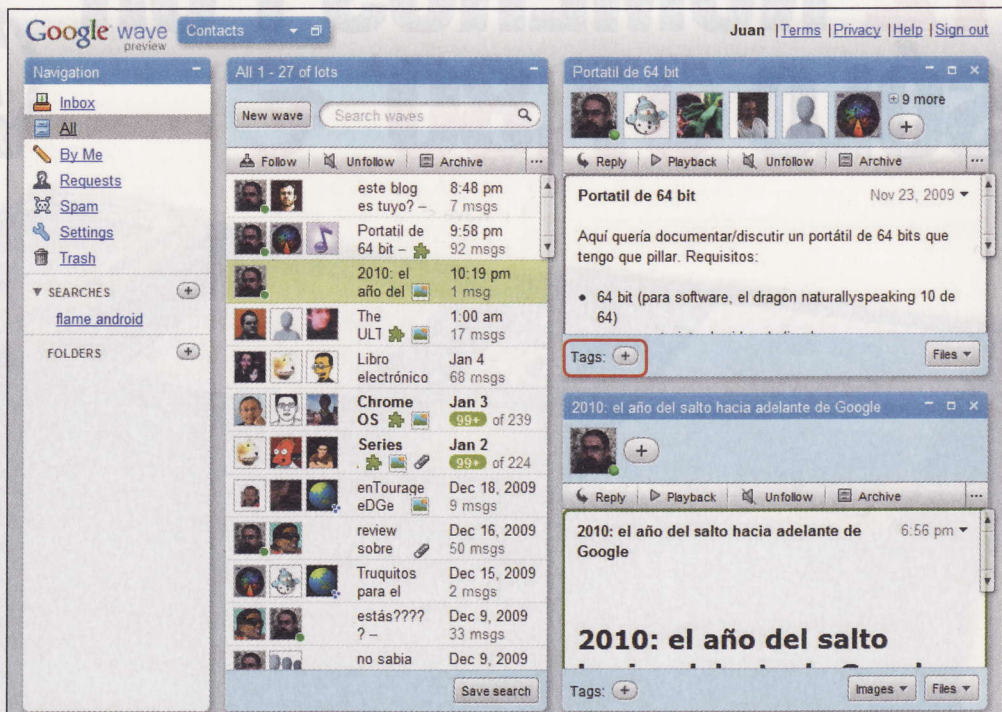 Google wave
preview
Contacts
Juan | Terms | Privacy | Help | Sign out
Navigation
Inbox
All
By Me
Requests
Spam
Settings
Trash
SEARCHES
flame android
FOLDERS
All 1 - 27 of lots
New wave
Search waves
Follow
Unfollow
Archive
...
este blog 8:48 pm
es tuyo? – 7 msgs
Portatil de 9:58 pm
64 bit – 92 msgs
2010: el 10:19 pm
año del 1 msg
The 1:00 am
ULT 17 msgs
Libro Jan 4
electrónico 68 msgs
Chrome Jan 3
OS 99+ of 239
Series Jan 2
. 99+ of 224
enTourage Dec 18, 2009
eDGe 9 msgs
review Dec 16, 2009
sobre 50 msgs
Truquitos Dec 15, 2009
para el 2 msgs
estás???? Dec 9, 2009
? – 33 msgs
no sabia Dec 9, 2009
Save search
Portatil de 64 bit
9 more
Reply
Playback
Unfollow
Archive
...
Portatil de 64 bit Nov 23, 2009
Aquí quería documentar/discutir un portátil de 64 bits que
tengo que pillar. Requisitos:
• 64 bit (para software, el dragon naturallyspeaking 10 de
64)
Tags:
Files
2010: el año del salto hacia adelante de Google
Reply
Playback
Unfollow
Archive
...
2010: el año del salto hacia adelante de 6:56 pm
Google
2010: el año del salto
Tags:
Images
Files